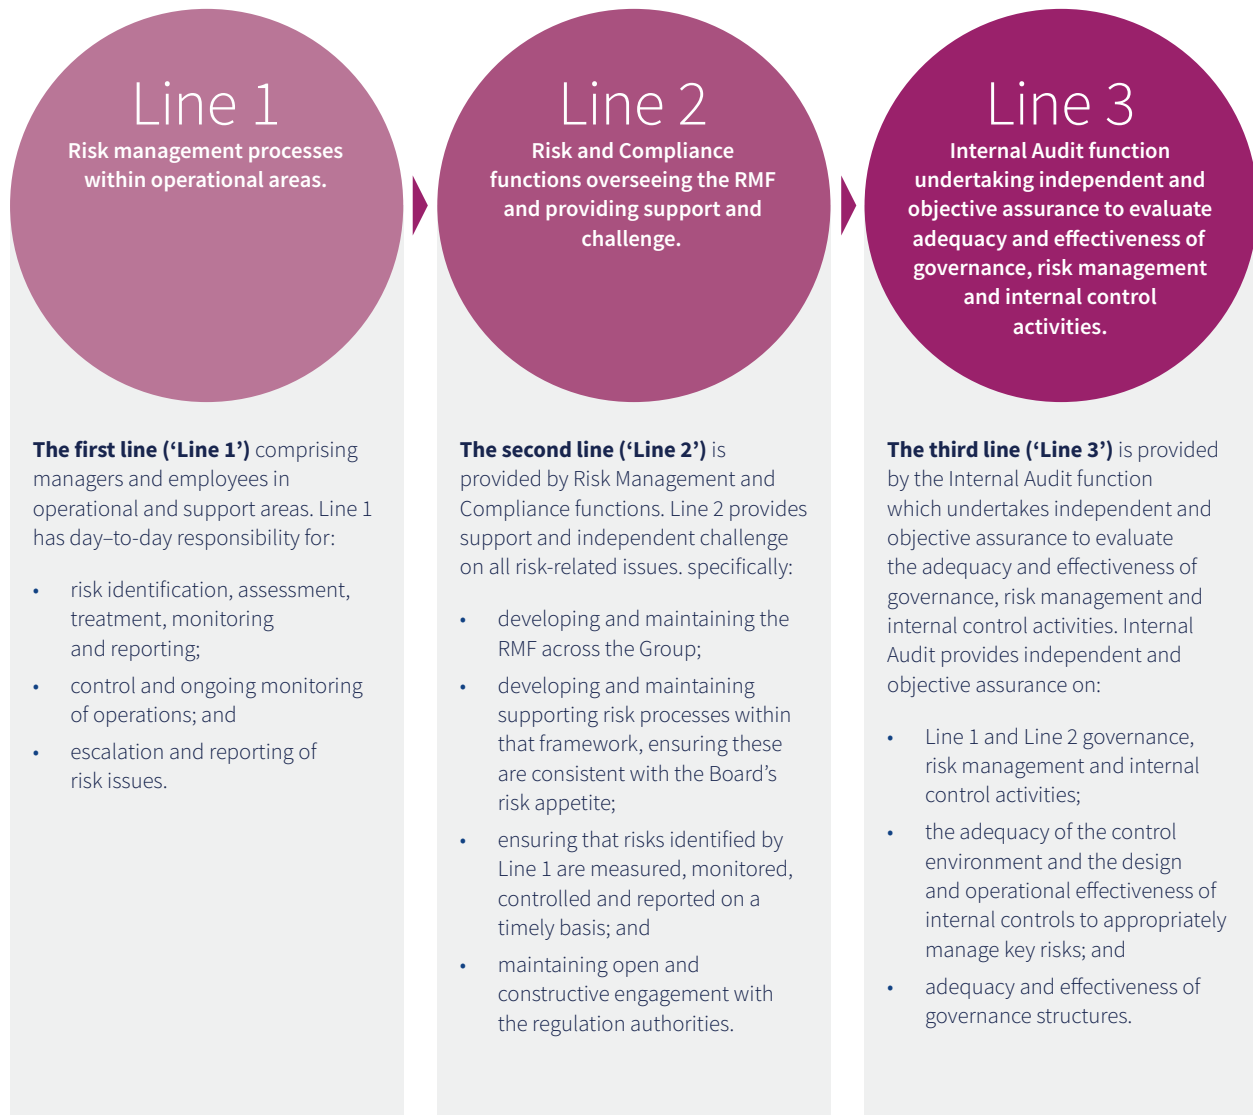 Line 1
Risk management processes
within operational areas.
Line 2
Risk and Compliance
functions overseeing the RMF
and providing support and
challenge.
Line 3
Internal Audit function
undertaking independent and
objective assurance to evaluate
adequacy and effectiveness of
governance, risk management
and internal control
activities.
The first line (‘Line 1’) comprising
managers and employees in
operational and support areas. Line 1
has day–to-day responsibility for:
• risk identification, assessment,
treatment, monitoring
and reporting;
• control and ongoing monitoring
of operations; and
• escalation and reporting of
risk issues.
The second line (‘Line 2’) is
provided by Risk Management and
Compliance functions. Line 2 provides
support and independent challenge
on all risk-related issues. specifically:
• developing and maintaining the
RMF across the Group;
• developing and maintaining
supporting risk processes within
that framework, ensuring these
are consistent with the Board’s
risk appetite;
• ensuring that risks identified by
Line 1 are measured, monitored,
controlled and reported on a
timely basis; and
• maintaining open and
constructive engagement with
the regulation authorities.
The third line (‘Line 3’) is provided
by the Internal Audit function
which undertakes independent and
objective assurance to evaluate
the adequacy and effectiveness of
governance, risk management and
internal control activities. Internal
Audit provides independent and
objective assurance on:
• Line 1 and Line 2 governance,
risk management and internal
control activities;
• the adequacy of the control
environment and the design
and operational effectiveness of
internal controls to appropriately
manage key risks; and
• adequacy and effectiveness of
governance structures.